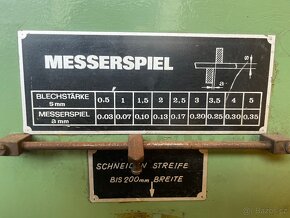 MESSERSPIEL
BLECHSTÄRKE s mm 0.5 1 1,5 2 2,5 3 3,5 4 5
MESSERSPIEL a mm 0.03 0.07 0.10 0.13 0.17 0.20 0.25 0.30 0.35
s
a
SCHNEIDEN STREIFE
BIS 200mm BREITE